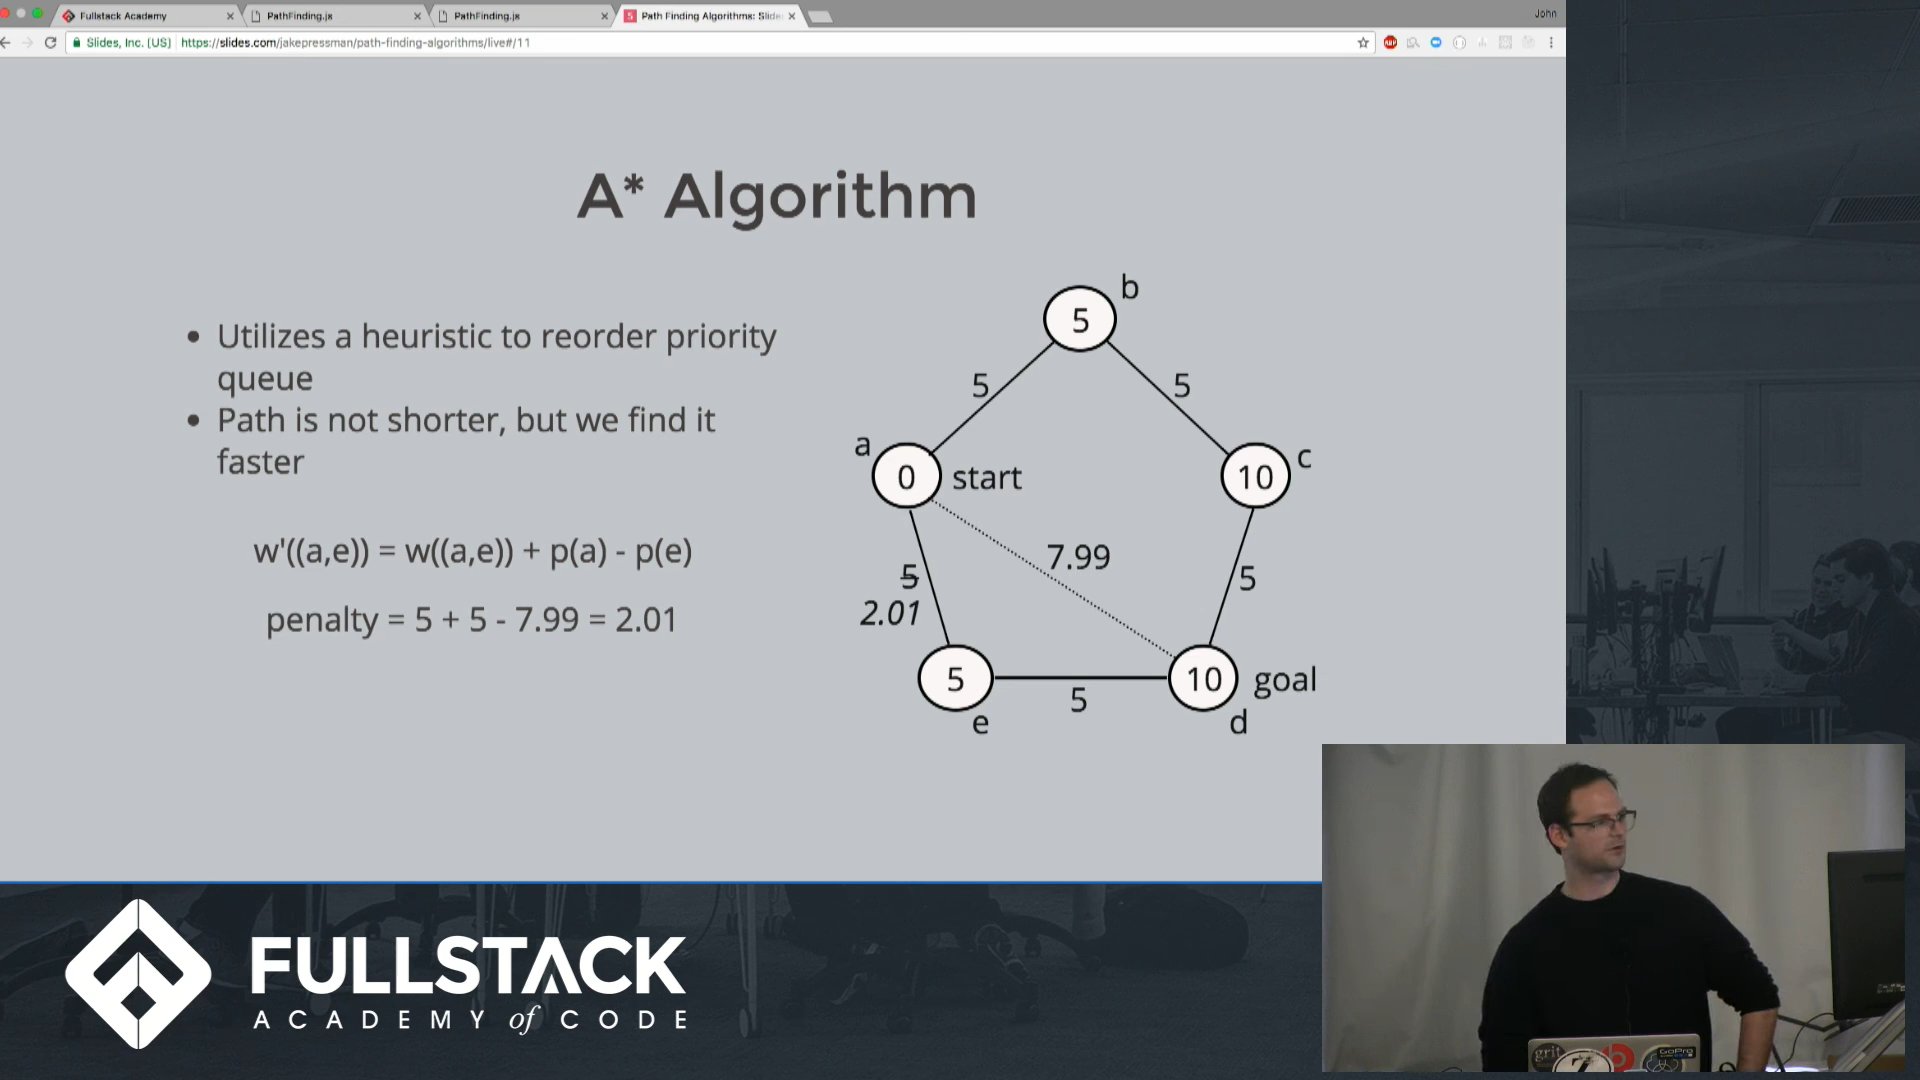 Fullstack Academy
PathFinding.js
PathFinding.js
Path Finding Algorithms: Slide
John
Slides, Inc. [US]
https://slides.com/jakepressman/path-finding-algorithms/live#/11
A* Algorithm
Utilizes a heuristic to reorder priority
queue
Path is not shorter, but we find it
faster
w'((a,e)) = w((a,e)) + p(a) - p(e)
penalty = 5 + 5 - 7.99 = 2.01
b
5
5
5
a
0
start
10
c
7.99
5
2.01
5
5
e
5
10
d
goal
FULLSTACK
ACADEMY of CODE
grit
GoPro